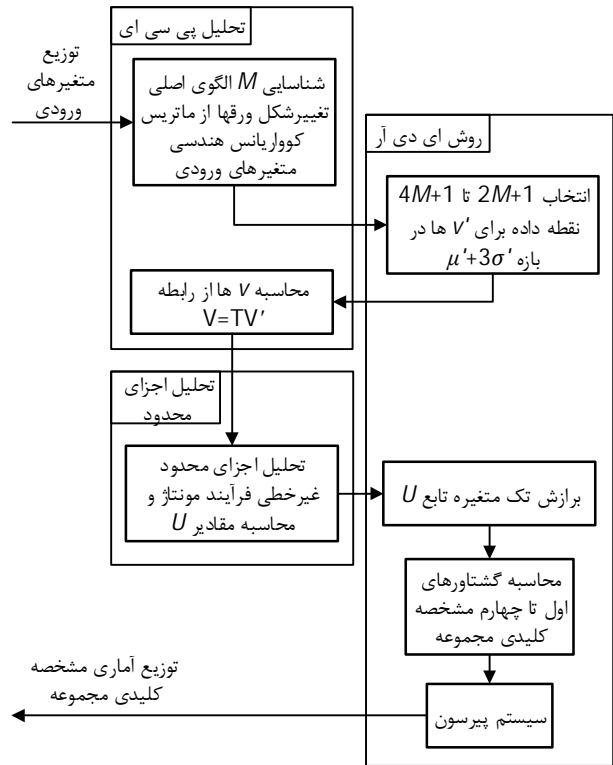 تحلیل پی سی ای
توزیع
متغیرهای
ورودی
شناسایی M الگوی اصلی
تغییرشکل ورقها از ماتریس
کوواریانس هندسی
متغیرهای ورودی
روش ای دی آر
انتخاب 2M+1 تا 4M+1
نقطه داده برای v' ها در
بازه μ'+3σ'
محاسبه v ها از رابطه
V=TV'
تحلیل اجزای
محدود
تحلیل اجزای محدود
غیرخطی فرآیند مونتاژ و
محاسبه مقادیر U
برازش تک متغیره تابع U
محاسبه گشتاورهای
اول تا چهارم مشخصه
کلیدی مجموعه
سیستم پیرسون
توزیع آماری مشخصه
کلیدی مجموعه